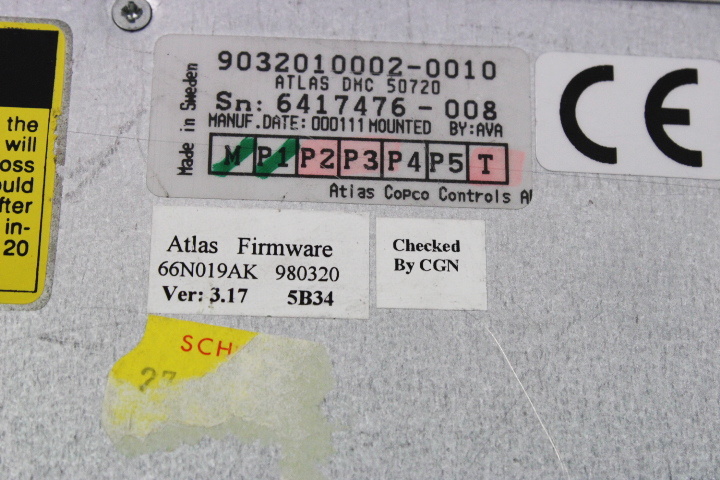 the
will
oss
ould
fter
in-
20
Made in Sweden
9032010002-0010
ATLAS DMC 50720
Sn: 6417476-008
MANUF.DATE: 000111 MOUNTED BY: AVA
M P1 P2 P3 P4 P5 T
Atlas Copco Controls A
CE
Atlas Firmware
66N019AK 980320
Ver: 3.17 5B34
Checked
By CGN
SCH
27